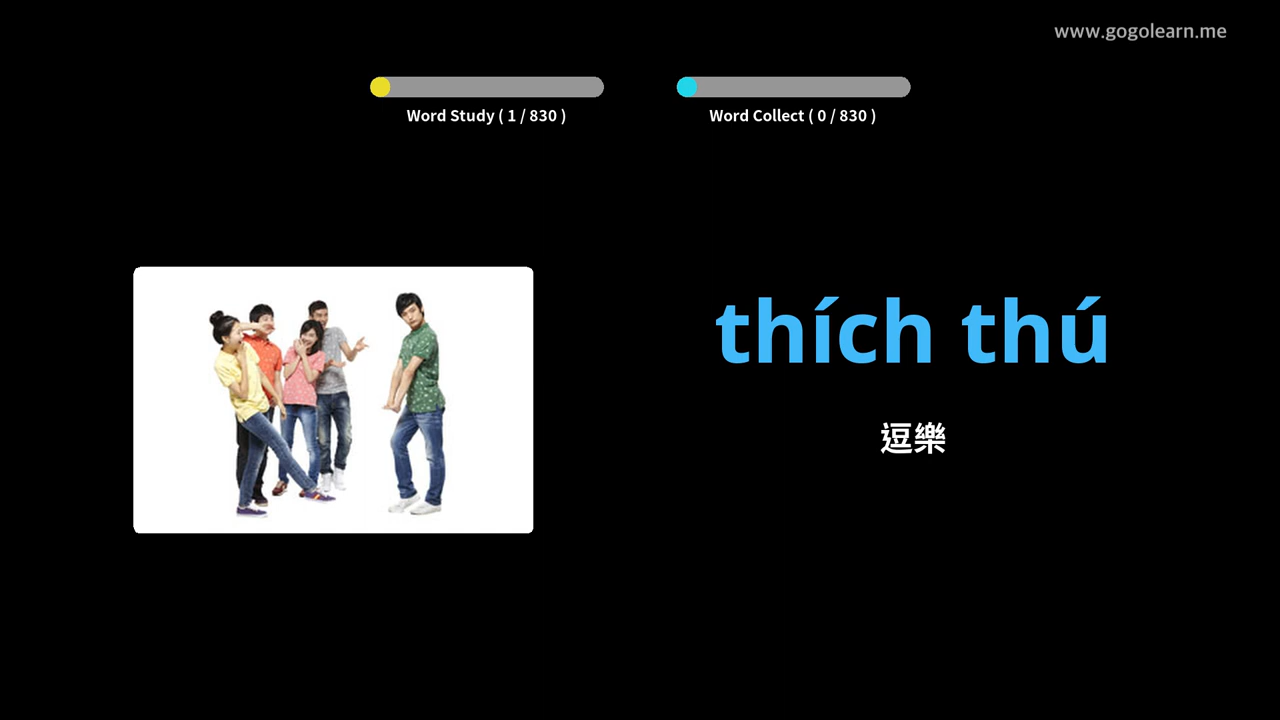 www.gogolearn.me
Word Study ( 1 / 830 )
Word Collect ( 0 / 830 )
thích thú
逗樂